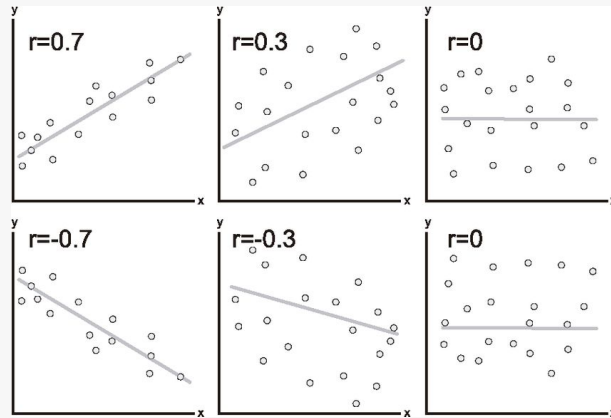 y y y
r=0.7 r=0.3 r=0
x x x
y y y
r=-0.7 r=-0.3 r=0
x x x